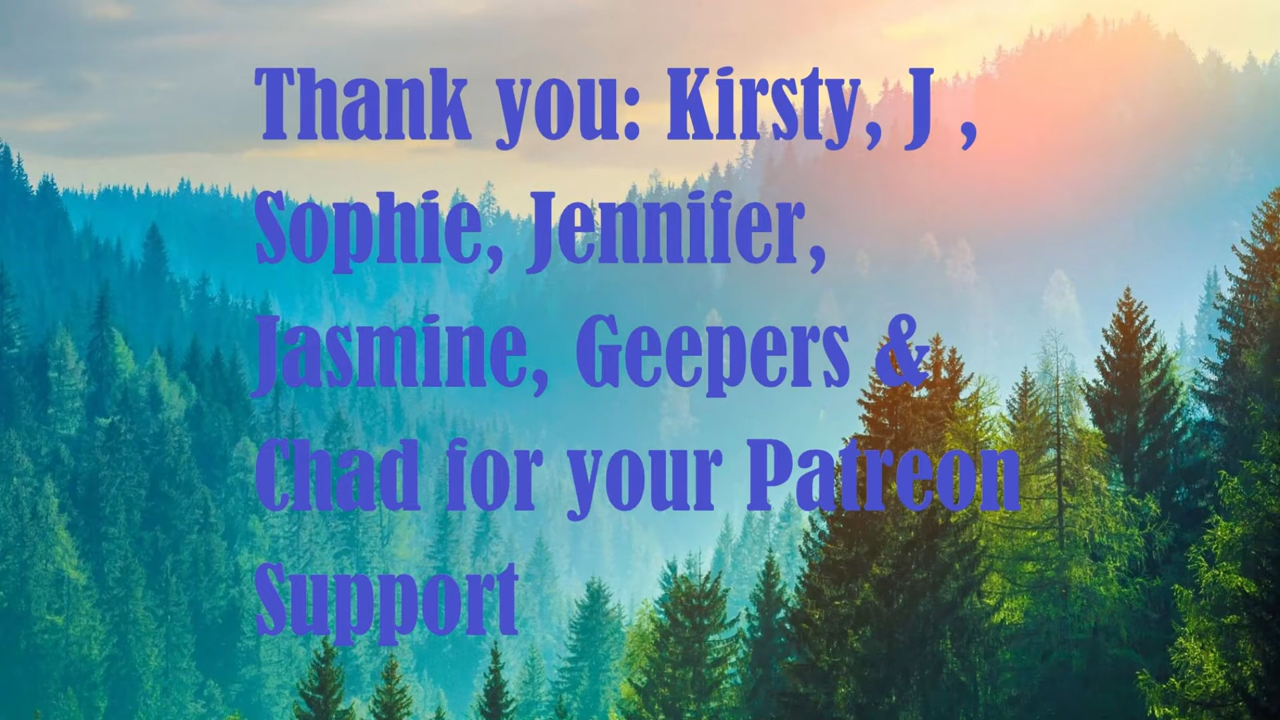 Thank you: Kirsty, J ,
Sophie, Jennifer,
Jasmine, Geepers &
Chad for your Patreon
Support